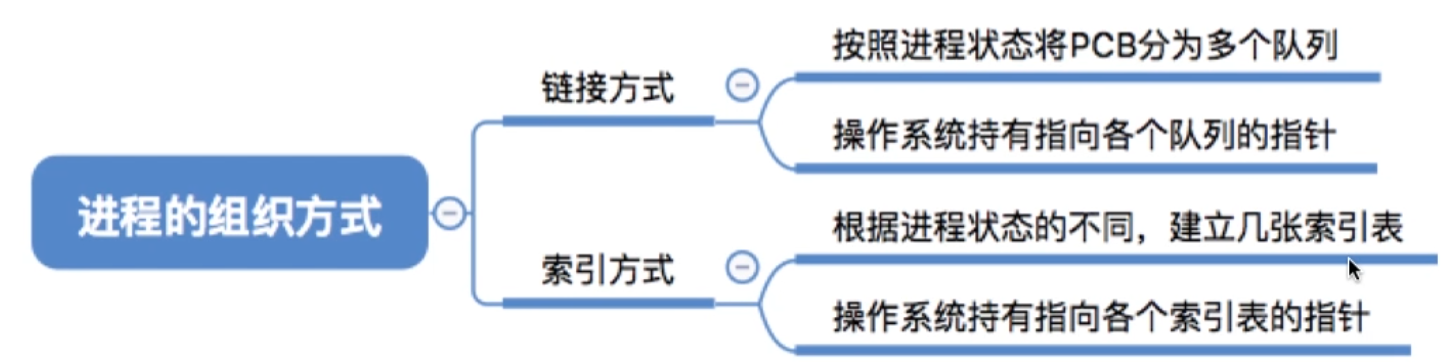 进程的组织方式
链接方式
按照进程状态将PCB分为多个队列
操作系统持有指向各个队列的指针
索引方式
根据进程状态的不同，建立几张索引表
操作系统持有指向各个索引表的指针